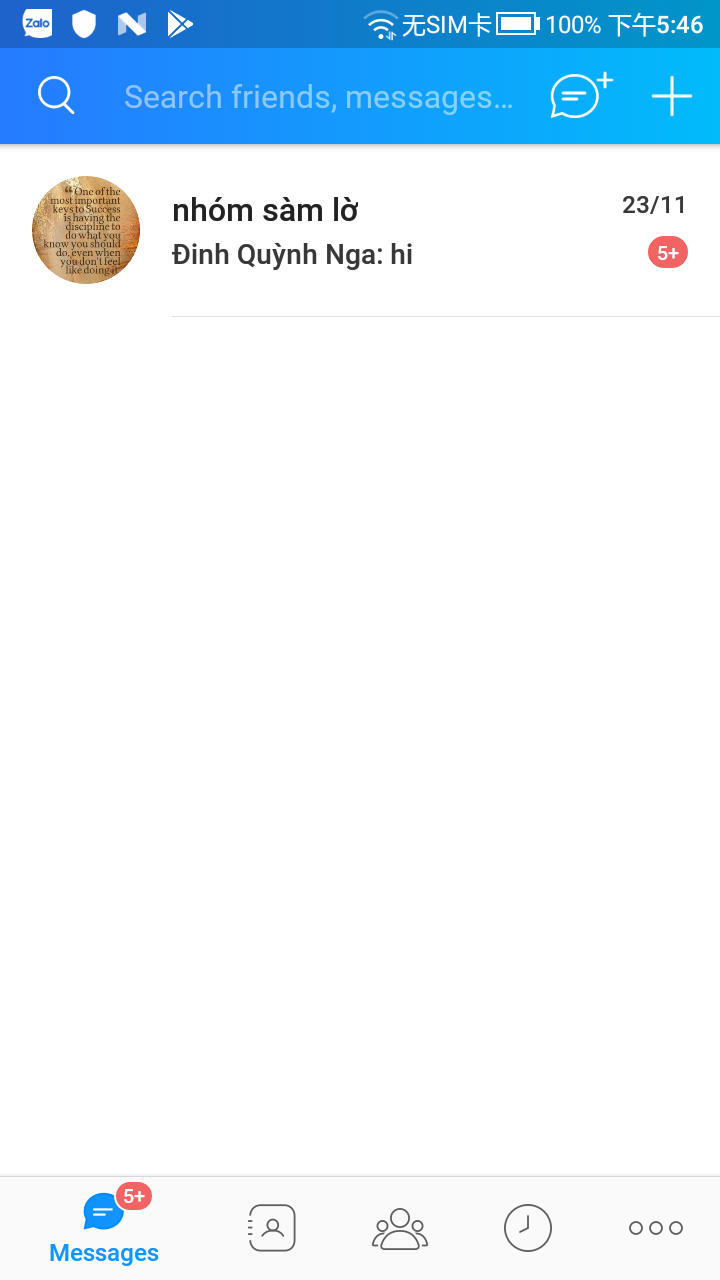 Zalo
无SIM卡 100% 下午5:46
Search friends, messages...
“One of the
most important
keys to Success
is having the
discipline to
do what you
know you should
do, even when
you don't feel
like doing it
nhóm sàm lờ
23/11
Đinh Quỳnh Nga: hi
5+
5+
Messages